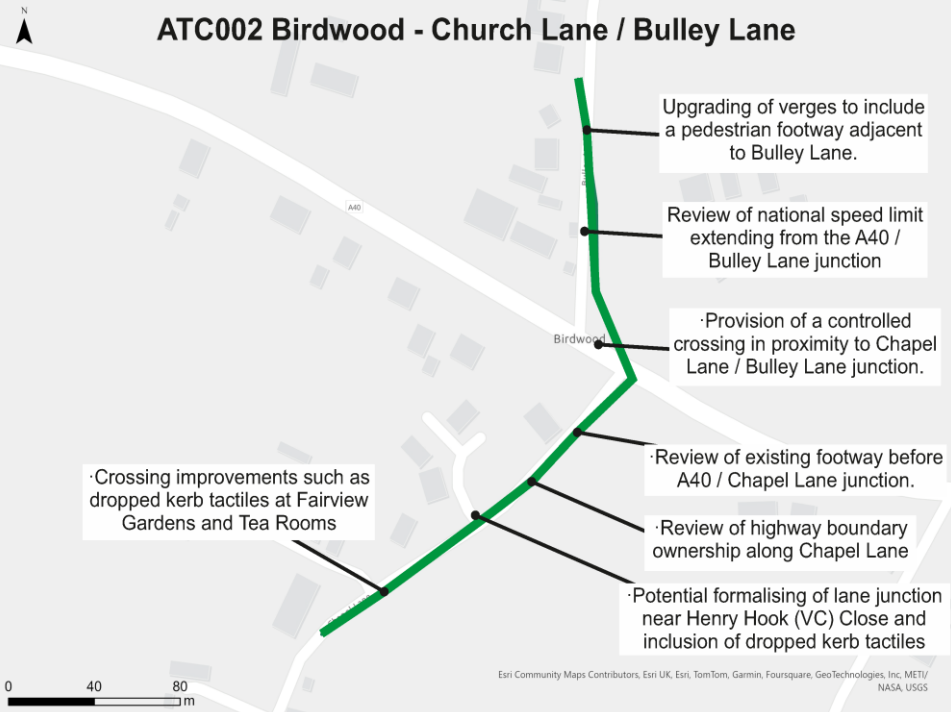 N
ATC002 Birdwood - Church Lane / Bulley Lane
Upgrading of verges to include
a pedestrian footway adjacent
to Bulley Lane.
A40
Review of national speed limit
extending from the A40 /
Bulley Lane junction
·Provision of a controlled
crossing in proximity to Chapel
Lane / Bulley Lane junction.
Birdwood
·Review of existing footway before
A40 / Chapel Lane junction.
·Crossing improvements such as
dropped kerb tactiles at Fairview
Gardens and Tea Rooms
·Review of highway boundary
ownership along Chapel Lane
·Potential formalising of lane junction
near Henry Hook (VC) Close and
inclusion of dropped kerb tactiles
0 40 80
m
Esri Community Maps Contributors, Esri UK, Esri, TomTom, Garmin, Foursquare, GeoTechnologies, Inc, METI/
NASA, USGS